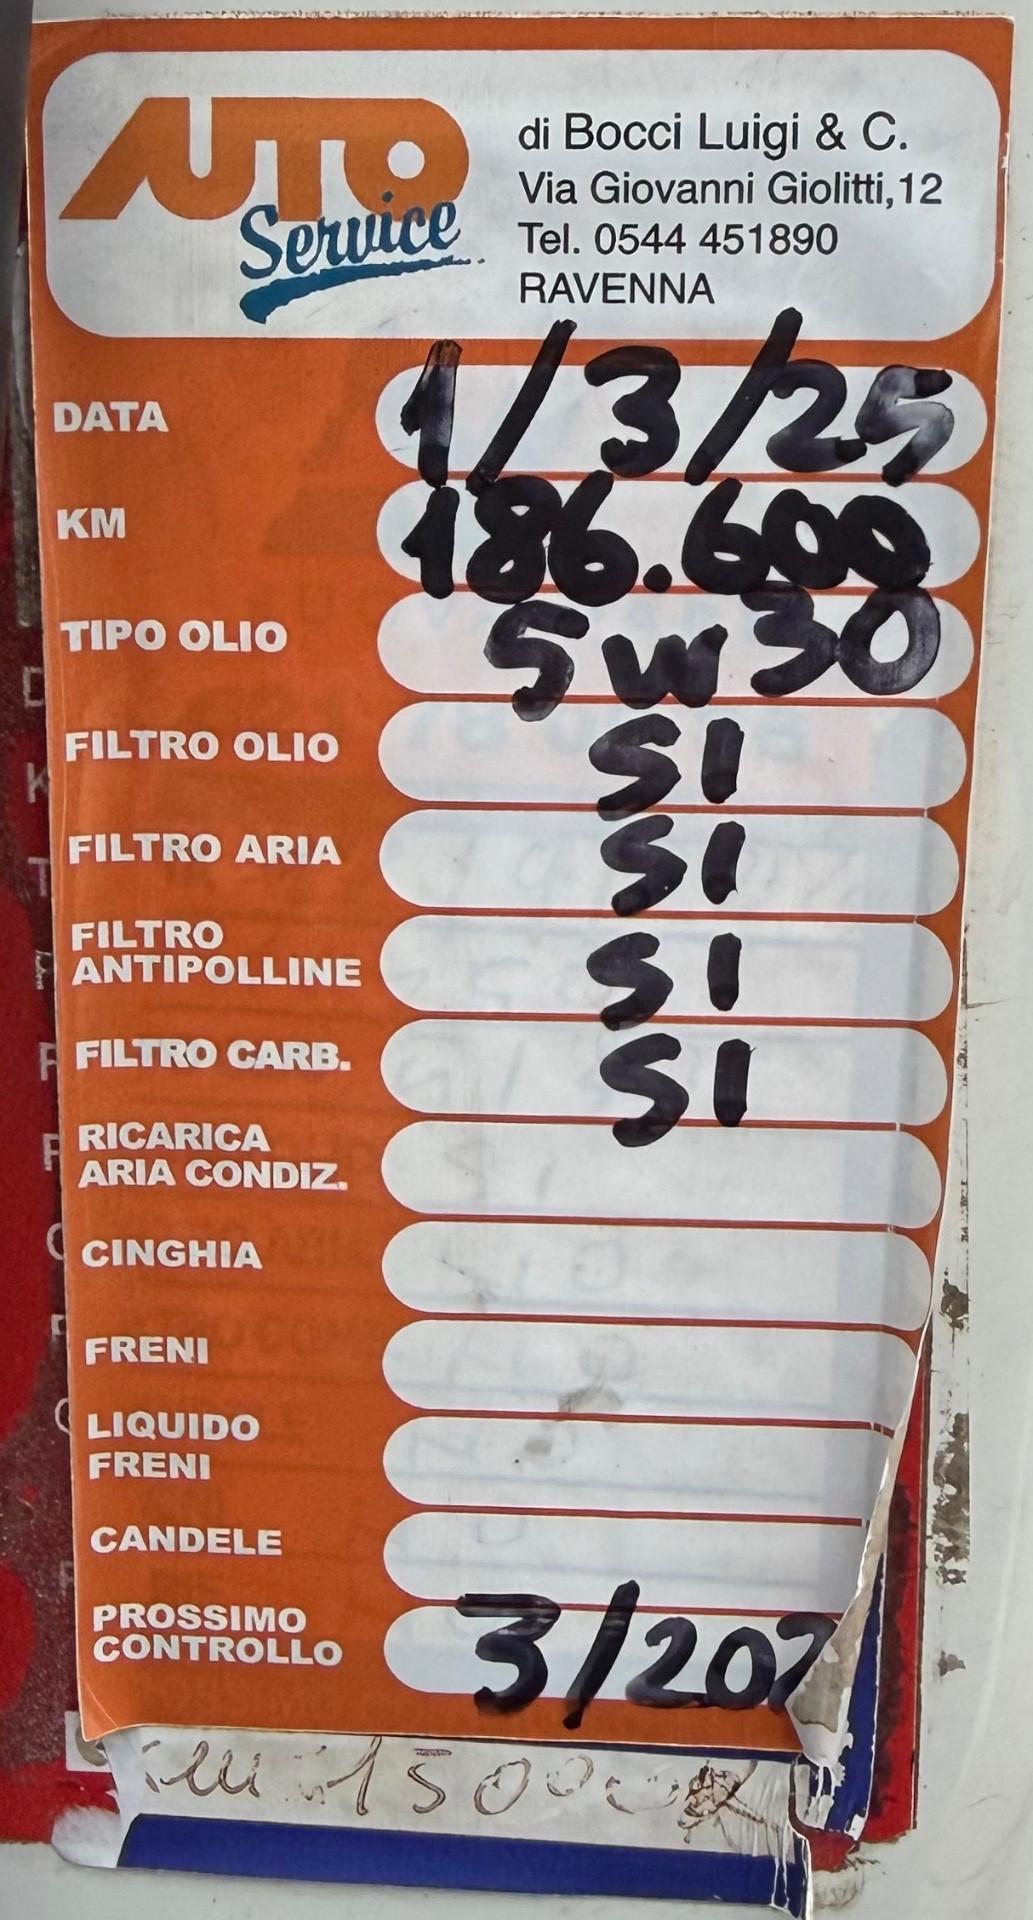 AUTO
Service
di Bocci Luigi & C.
Via Giovanni Giolitti, 12
Tel. 0544 451890
RAVENNA
DATA 1/3/25
KM 186.600
TIPO OLIO 5W30
FILTRO OLIO SI
FILTRO ARIA SI
FILTRO
ANTIPOLLINE SI
FILTRO CARB. SI
RICARICA
ARIA CONDIZ.
CINGHIA
FRENI
LIQUIDO
FRENI
CANDELE
PROSSIMO
CONTROLLO 3/202